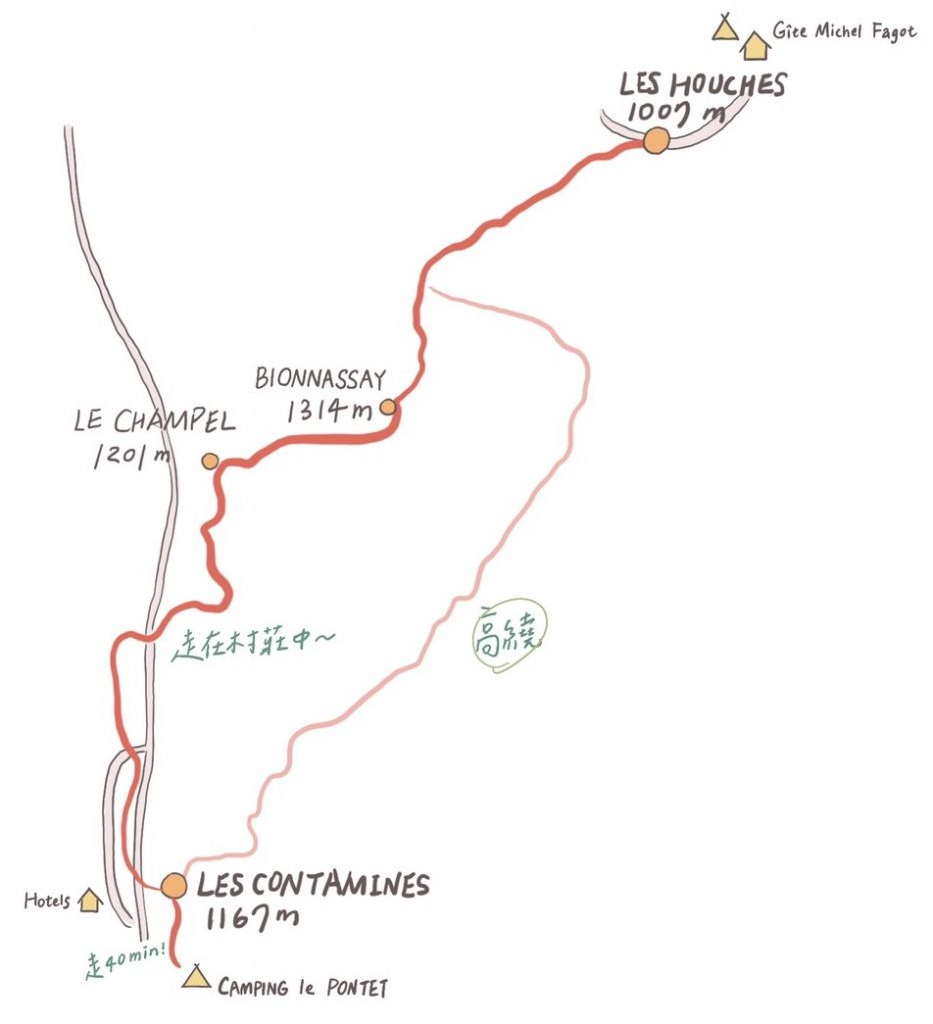 Gîte Michel Fagot
LES HOUCHES
1007 m
BIONNASSAY
1314 m
LE CHAMPEL
1201 m
走在村莊中～
高繞
LES CONTAMINES
1167 m
Hotels
走40min!
CAMPING le PONTET